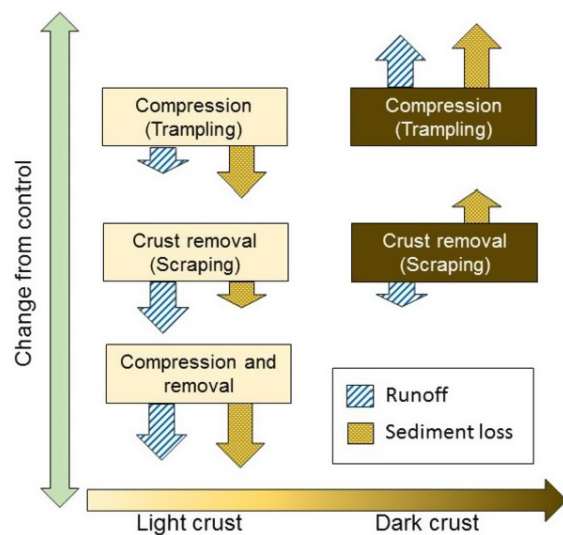 Change from control
Compression
(Trampling)
Compression
(Trampling)
Crust removal
(Scraping)
Crust removal
(Scraping)
Compression and
removal
Runoff
Sediment loss
Light crust
Dark crust